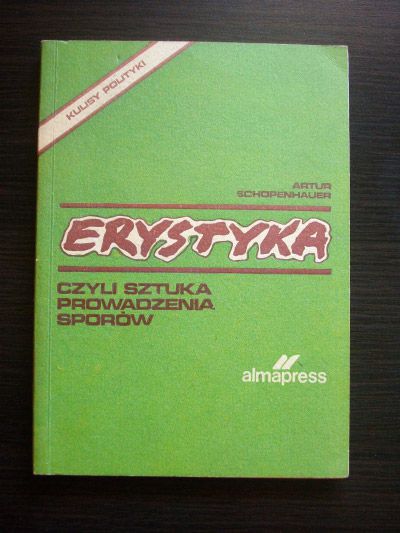 KULISY POLITYKI
ARTUR
SCHOPENHAUER
ERYSTYKA
CZYLI SZTUKA
PROWADZENIA
SPORÓW
almapress